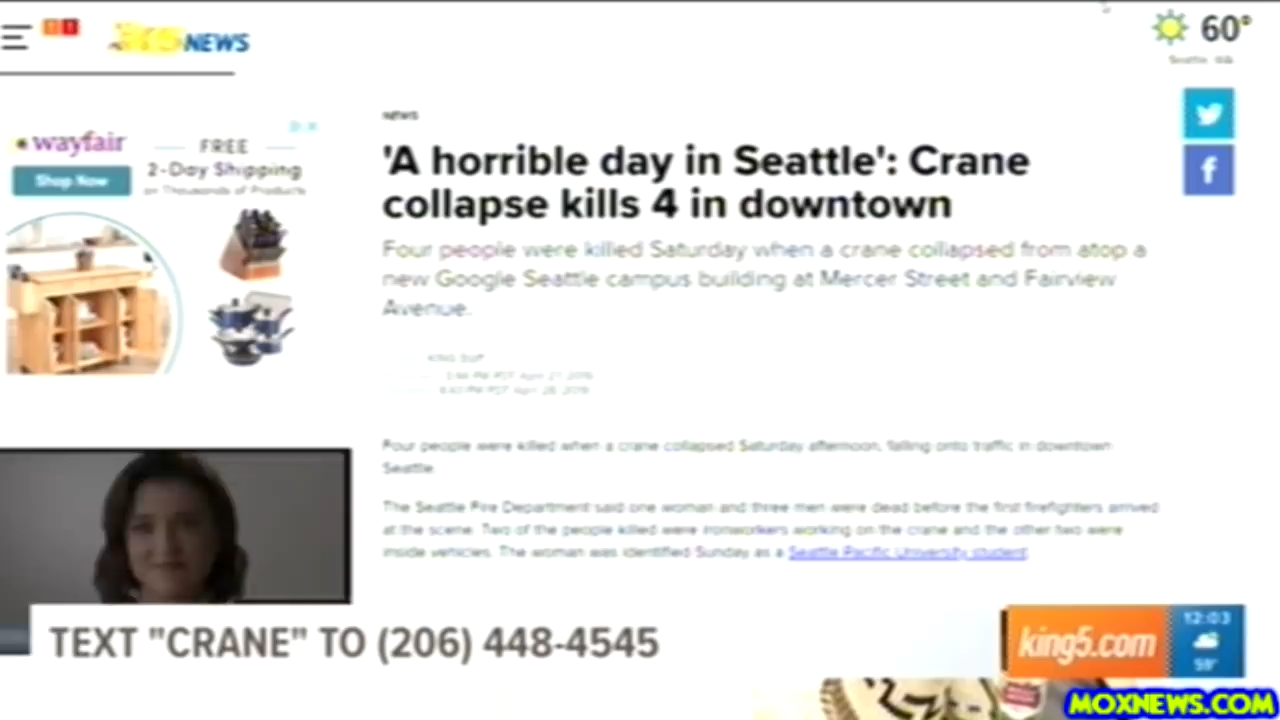 NEWS
60°
wayfair
FREE
2-Day Shipping
on Thousands of Products
Shop Now
NEWS
'A horrible day in Seattle': Crane
collapse kills 4 in downtown
Four people were killed Saturday when a crane collapsed from atop a
new Google Seattle campus building at Mercer Street and Fairview
Avenue.
Four people were killed when a crane collapsed Saturday afternoon, falling onto traffic in downtown
Seattle.
The Seattle Fire Department said one woman and three men were dead before the first firefighters arrived
at the scene. Two of the people killed were ironworkers working on the crane and the other two were
inside vehicles. The woman was identified Sunday as a Seattle Pacific University student.
TEXT "CRANE" TO (206) 448-4545
king5.com
12:03
59°
MOXNEWS.COM